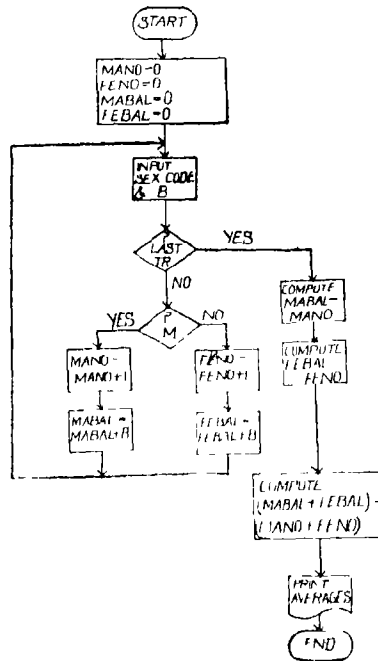 START
MANO=0
FENO=0
MABAL=0
FEBAL=0
INPUT
SEX CODE
& B
LAST
TR
YES
NO
?
M
YES
NO
MANO=
MANO+1
FENO=
FENO+1
MABAL=
MABAL+B
FEBAL=
FEBAL+B
COMPUTE
MABAL-
MANO
COMPUTE
FEBAL
FENO
COMPUTE
(MABAL+FEBAL)-
(MANO+FENO))
PRINT
AVERAGES
END